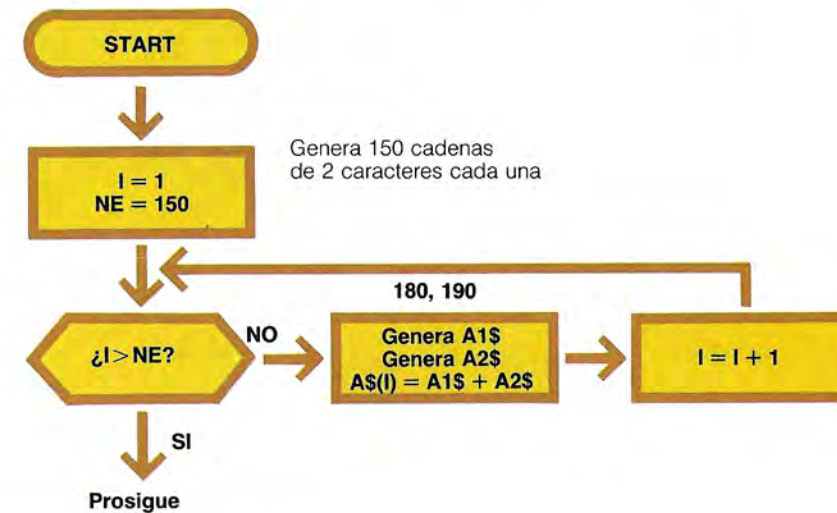 START
I = 1
NE = 150
Genera 150 cadenas
de 2 caracteres cada una
180, 190
¿I > NE?
NO
Genera A1$
Genera A2$
A$(I) = A1$ + A2$
I = I + 1
SI
Prosigue